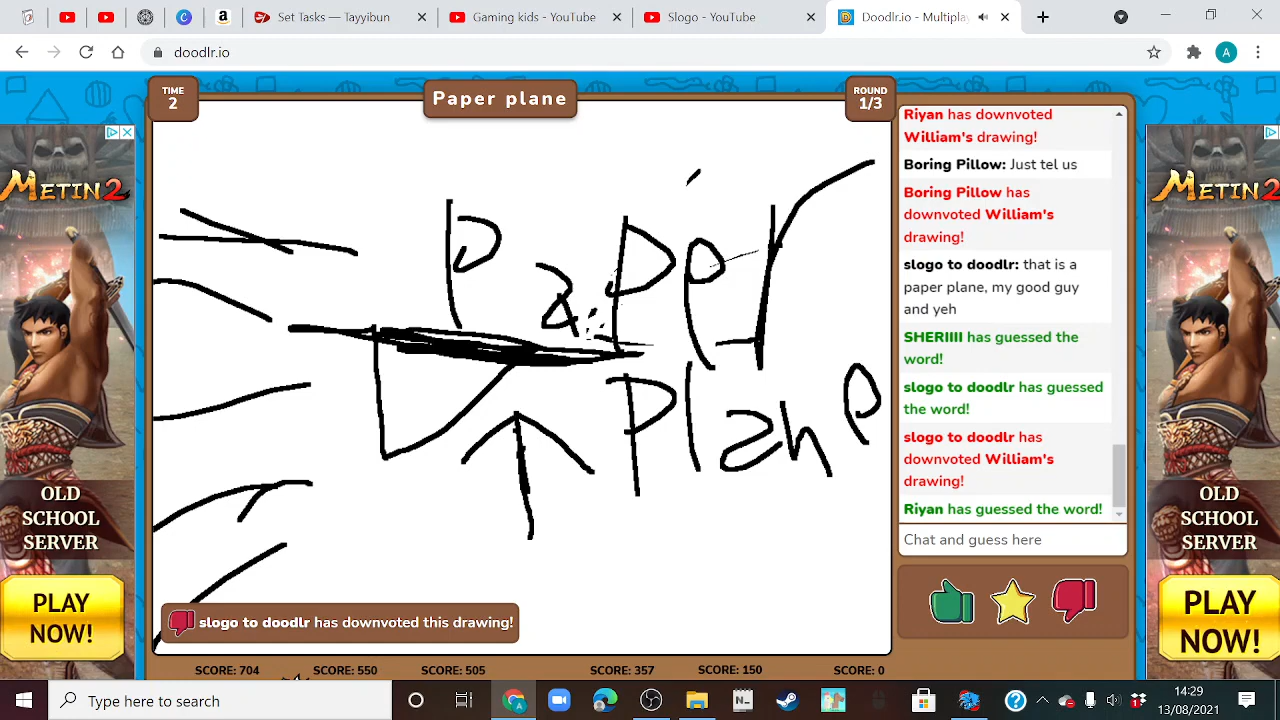 Set Tasks – Tayyibun
Gaming kid - YouTube
Slogo - YouTube
Doodlr.io - Multiplay
doodlr.io
TIME
2
Paper plane
ROUND
1/3
METIN2
OLD
SCHOOL
SERVER
PLAY
NOW!
Paper
Plane
Riyan has downvoted
William's drawing!
Boring Pillow: Just tel us
Boring Pillow has
downvoted William's
drawing!
slogo to doodlr: that is a
paper plane, my good guy
and yeh
SHERIIII has guessed the
word!
slogo to doodlr has guessed
the word!
slogo to doodlr has
downvoted William's
drawing!
Riyan has guessed the word!
Chat and guess here
METIN2
OLD
SCHOOL
SERVER
PLAY
NOW!
slogo to doodlr has downvoted this drawing!
SCORE: 704 SCORE: 550 SCORE: 505 SCORE: 357 SCORE: 150 SCORE: 0
Type here to search
14:29
13/08/2021